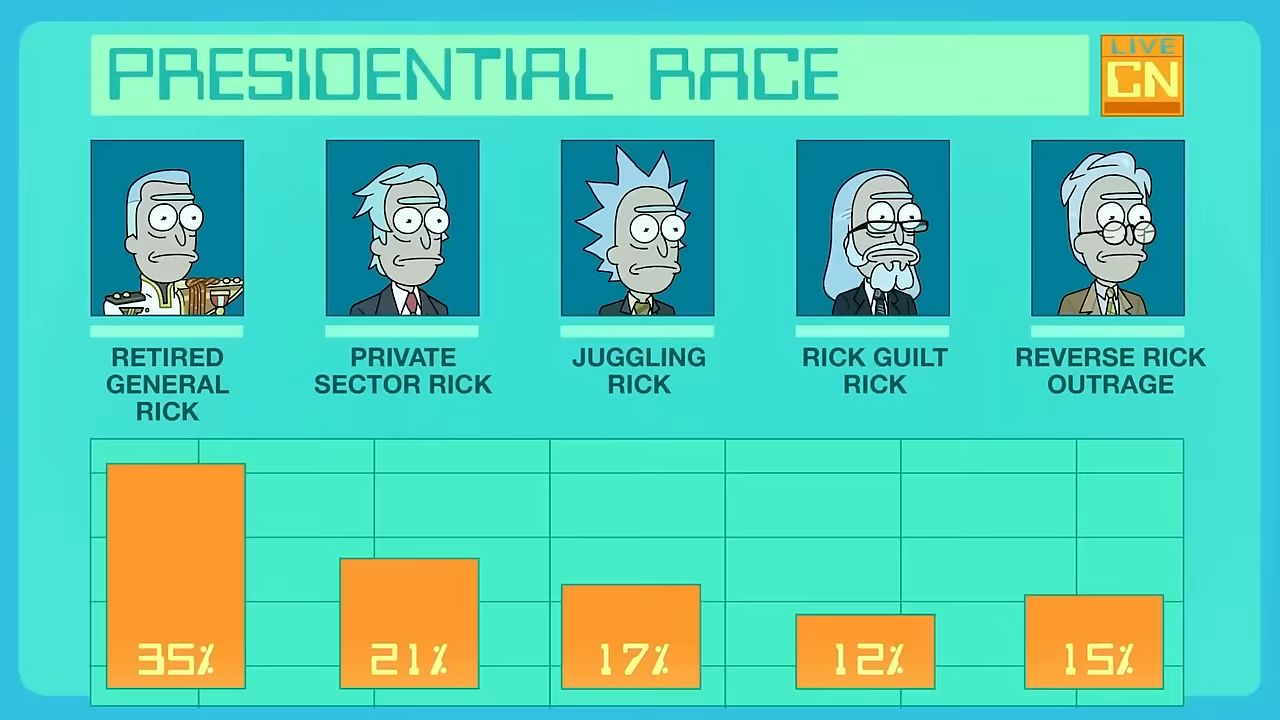 PRESIDENTIAL RACE
LIVE
CN
RETIRED
GENERAL
RICK
PRIVATE
SECTOR RICK
JUGGLING
RICK
RICK GUILT
RICK
REVERSE RICK
OUTRAGE
35%
21%
17%
12%
15%